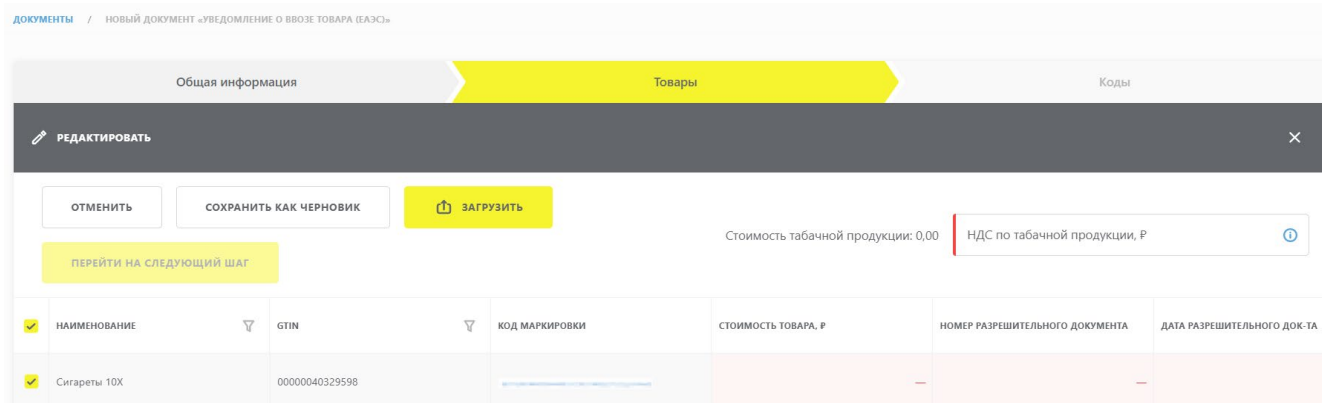 ДОКУМЕНТЫ / НОВЫЙ ДОКУМЕНТ «УВЕДОМЛЕНИЕ О ВВОЗЕ ТОВАРА (ЕАЭС)»
Общая информация Товары Коды
РЕДАКТИРОВАТЬ
ОТМЕНИТЬ СОХРАНИТЬ КАК ЧЕРНОВИК ЗАГРУЗИТЬ
Стоимость табачной продукции: 0,00 НДС по табачной продукции, ₽
ПЕРЕЙТИ НА СЛЕДУЮЩИЙ ШАГ
НАИМЕНОВАНИЕ GTIN КОД МАРКИРОВКИ СТОИМОСТЬ ТОВАРА, ₽ НОМЕР РАЗРЕШИТЕЛЬНОГО ДОКУМЕНТА ДАТА РАЗРЕШИТЕЛЬНОГО ДОК-ТА
Сигареты 10X 00000040329598 — —